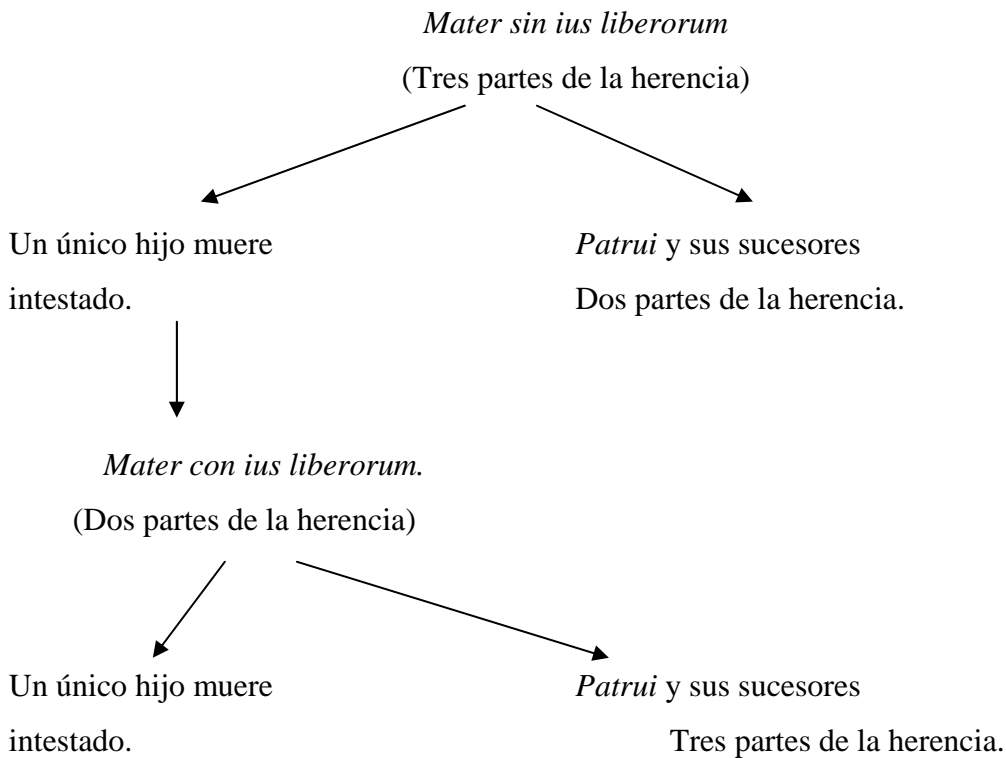 Mater sin ius liberorum
(Tres partes de la herencia)
Un único hijo muere
intestado.
Patrui y sus sucesores
Dos partes de la herencia.
Mater con ius liberorum.
(Dos partes de la herencia)
Un único hijo muere
intestado.
Patrui y sus sucesores
Tres partes de la herencia.